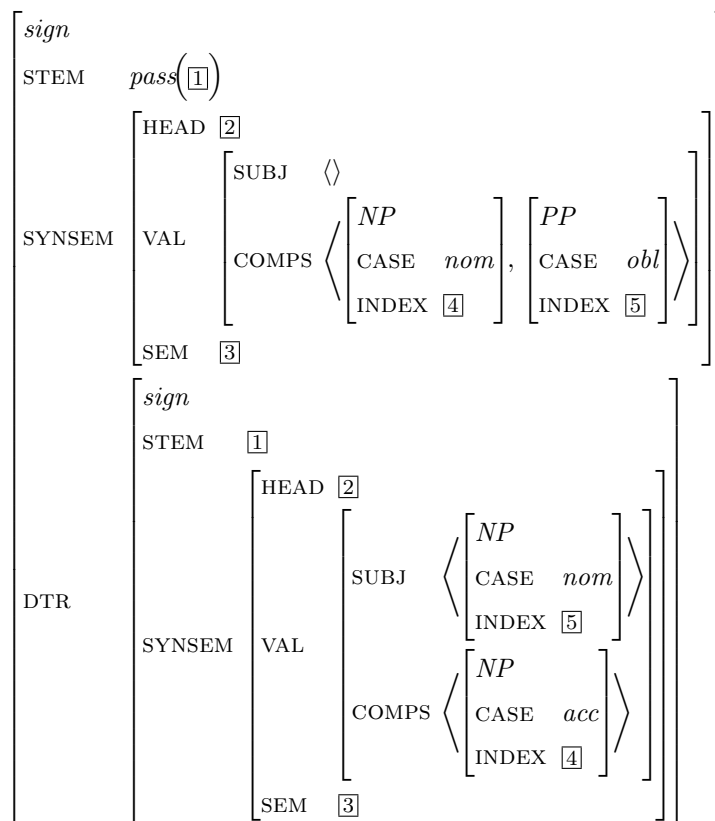 sign
STEM pass(1)
HEAD 2
SUBJ ⟨⟩
NP PP
SYNSEM VAL COMPS ⟨ CASE nom , CASE obl ⟩
INDEX 4 INDEX 5
SEM 3
sign
STEM 1
HEAD 2
NP
SUBJ ⟨ CASE nom ⟩
DTR INDEX 5
SYNSEM VAL
NP
COMPS ⟨ CASE acc ⟩
INDEX 4
SEM 3